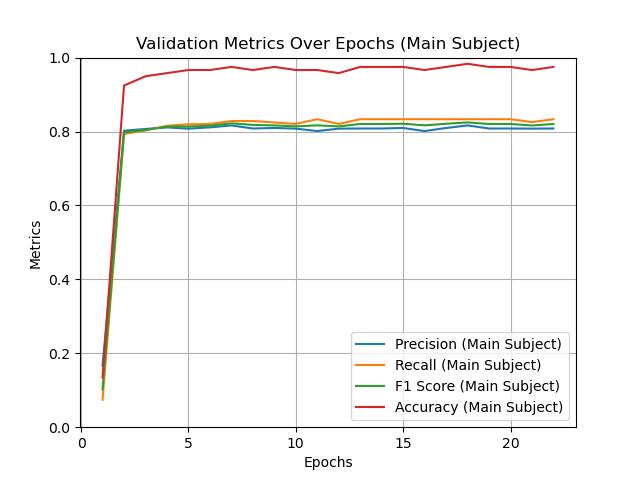 Validation Metrics Over Epochs (Main Subject)
1.0
0.8
0.6
0.4
0.2
0.0
Metrics
0
5
10
15
20
Epochs
Precision (Main Subject)
Recall (Main Subject)
F1 Score (Main Subject)
Accuracy (Main Subject)